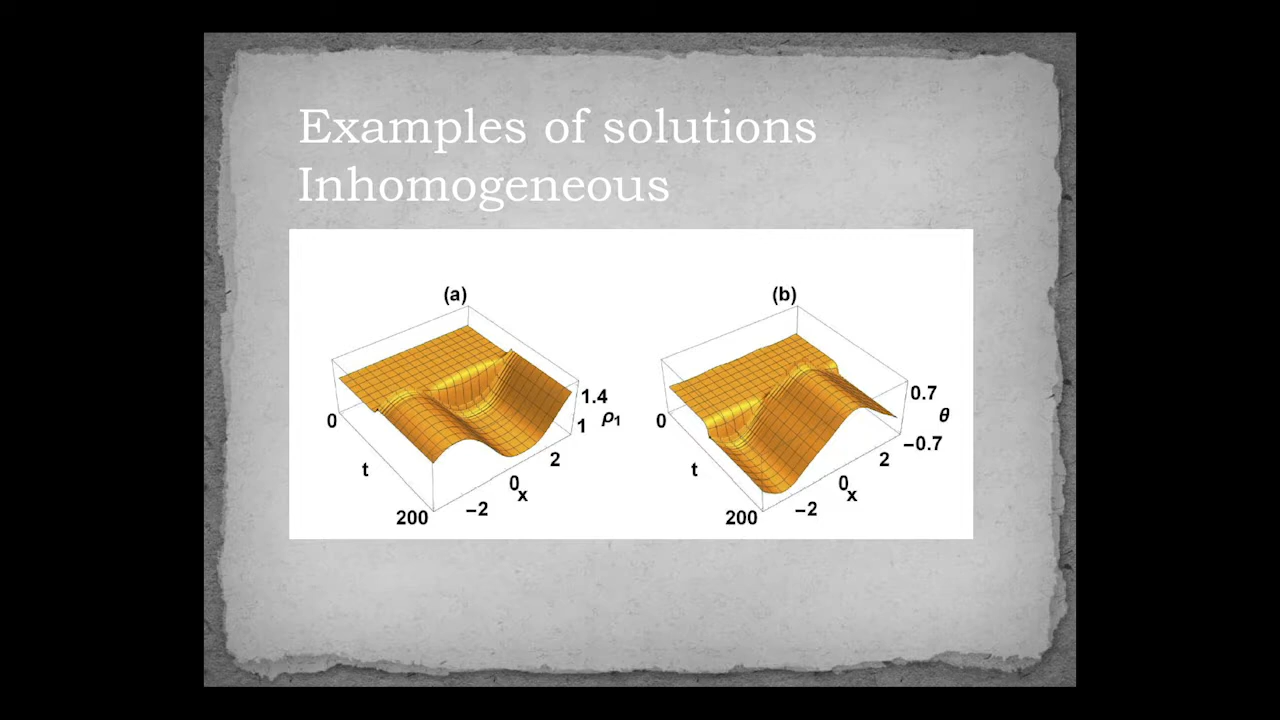 Examples of solutions
Inhomogeneous
(a)
1.4
ρ1
1
0
2
t
0
x
−2
200
(b)
0.7
θ
−0.7
0
2
t
0
x
−2
200